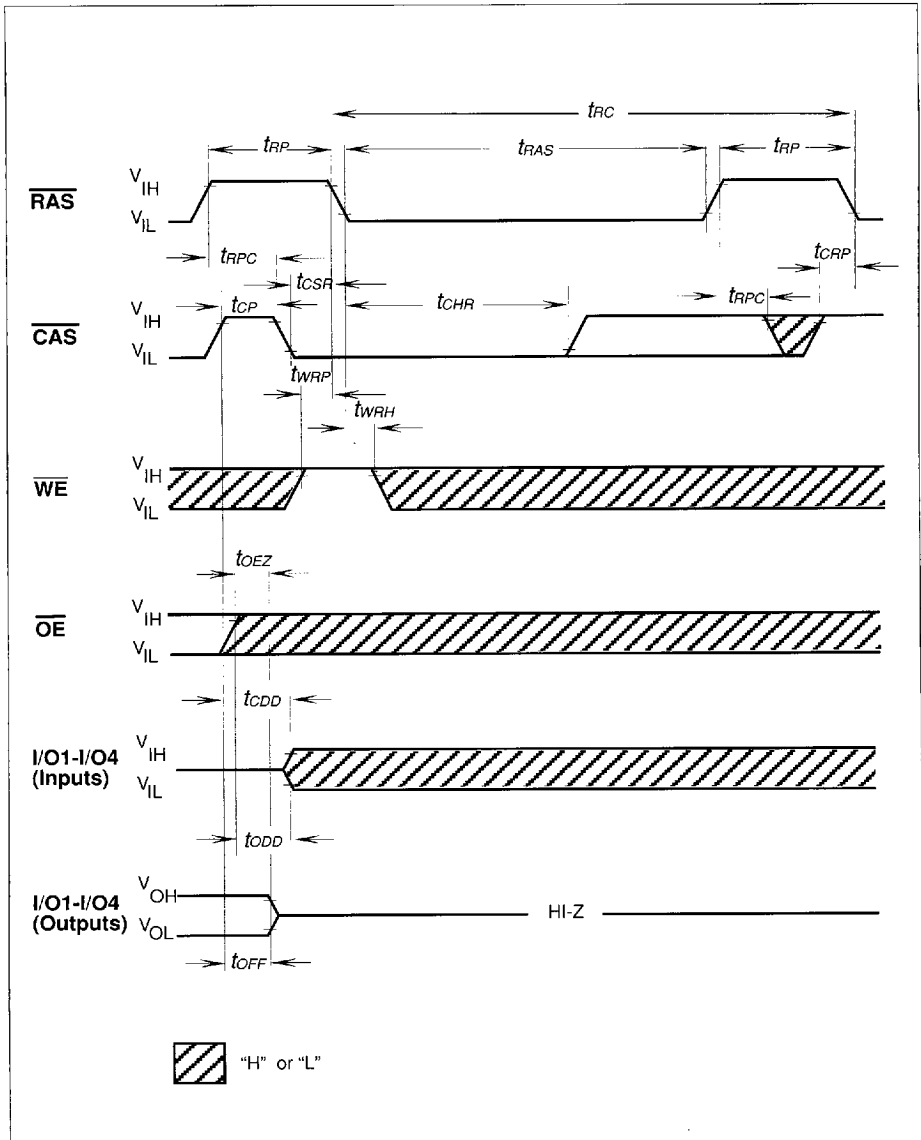 tRC
tRP tRAS tRP
RAS VIH
VIL
tRPC tCSR tCRP
tCP tCHR tRPC
CAS VIH
VIL
tWRP
tWRH
WE VIH
VIL
tOEZ
OE VIH
VIL
tCDD
I/O1-I/O4 VIH
(Inputs) VIL
tODD
I/O1-I/O4 VOH
(Outputs) VOL
HI-Z
tOFF
"H" or "L"